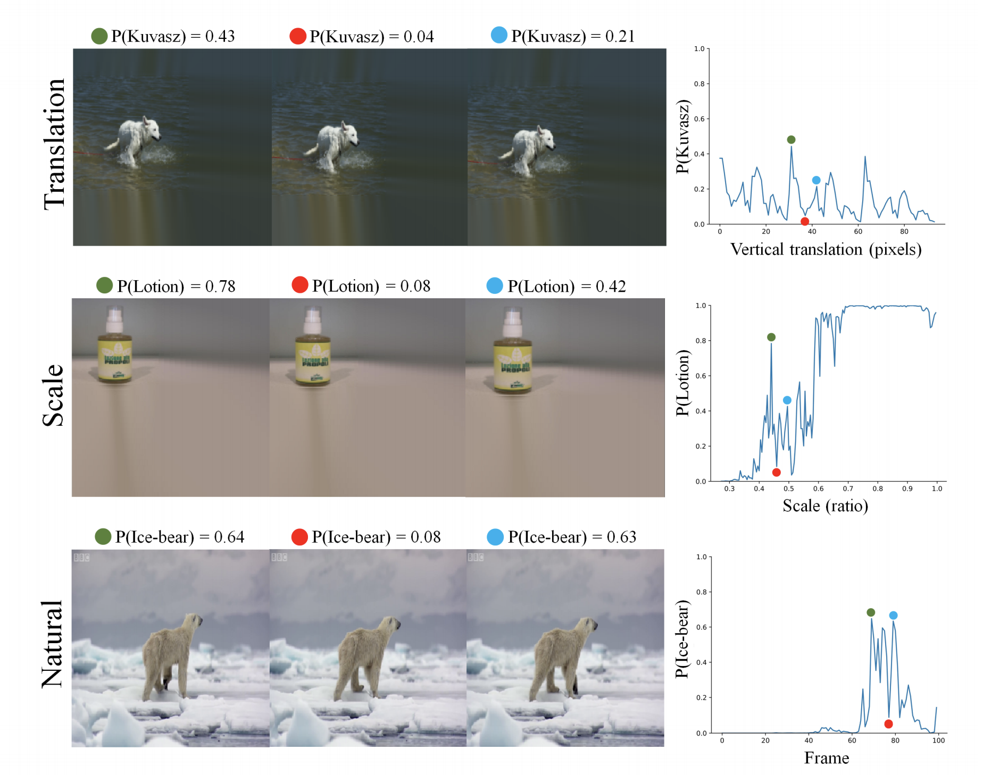 P(Kuvasz) = 0.43
P(Kuvasz) = 0.04
P(Kuvasz) = 0.21
Translation
P(Kuvasz)
1.0
0.8
0.6
0.4
0.2
0.0
0 20 40 60 80
Vertical translation (pixels)
P(Lotion) = 0.78
P(Lotion) = 0.08
P(Lotion) = 0.42
Scale
PROPOLI
PROPOLI
PROPOLI
P(Lotion)
1.0
0.8
0.6
0.4
0.2
0.0
0.3 0.4 0.5 0.6 0.7 0.8 0.9 1.0
Scale (ratio)
P(Ice-bear) = 0.64
P(Ice-bear) = 0.08
P(Ice-bear) = 0.63
Natural
BBC
BBC
BBC
P(Ice-bear)
1.0
0.8
0.6
0.4
0.2
0.0
0 20 40 60 80 100
Frame